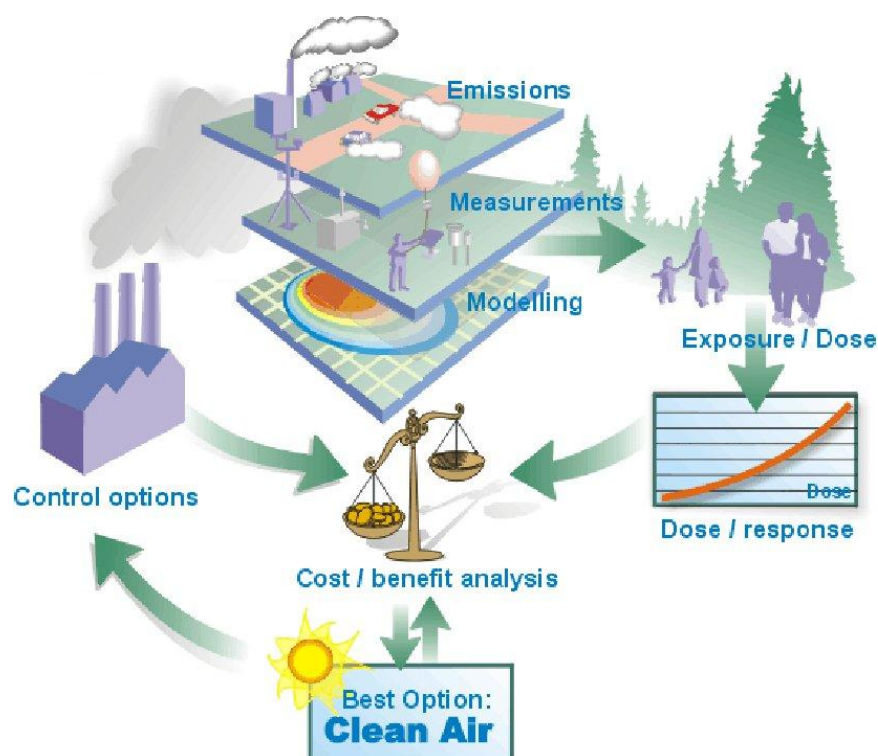 Emissions
Measurements
Modelling
Exposure / Dose
Dose
Dose / response
Control options
Cost / benefit analysis
Best Option:
Clean Air